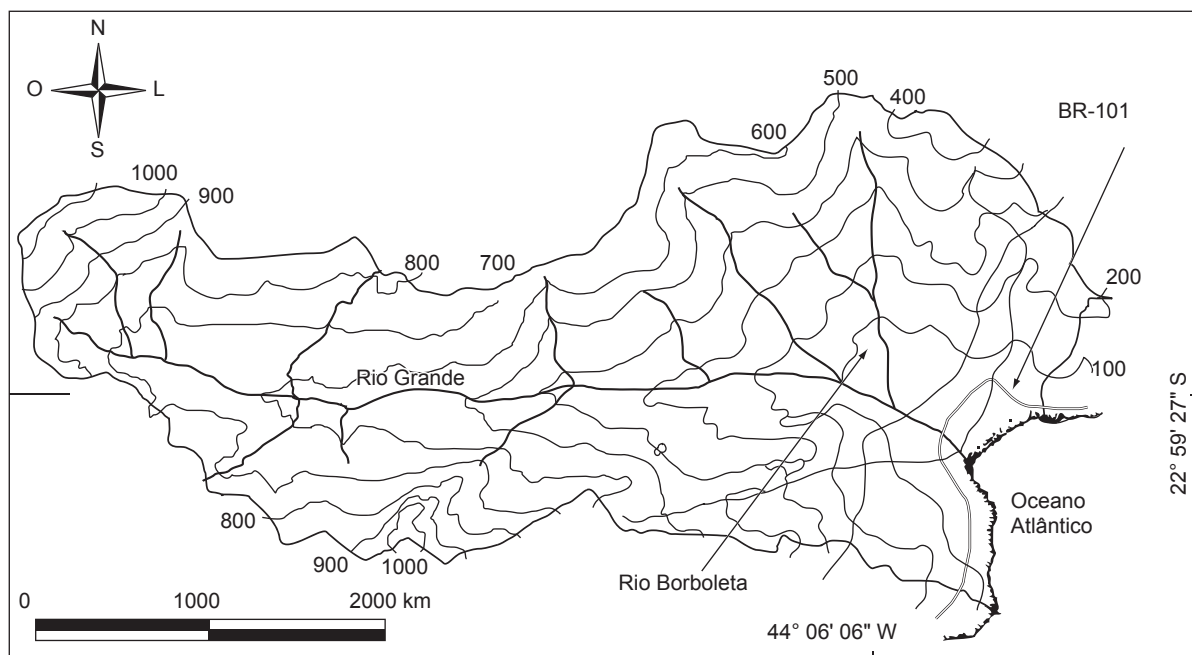 N
O
L
S
1000
900
800
700
600
500
400
BR-101
200
100
Rio Grande
22° 59' 27" S
Oceano
Atlântico
800
900
1000
Rio Borboleta
0
1000
2000 km
44° 06' 06" W